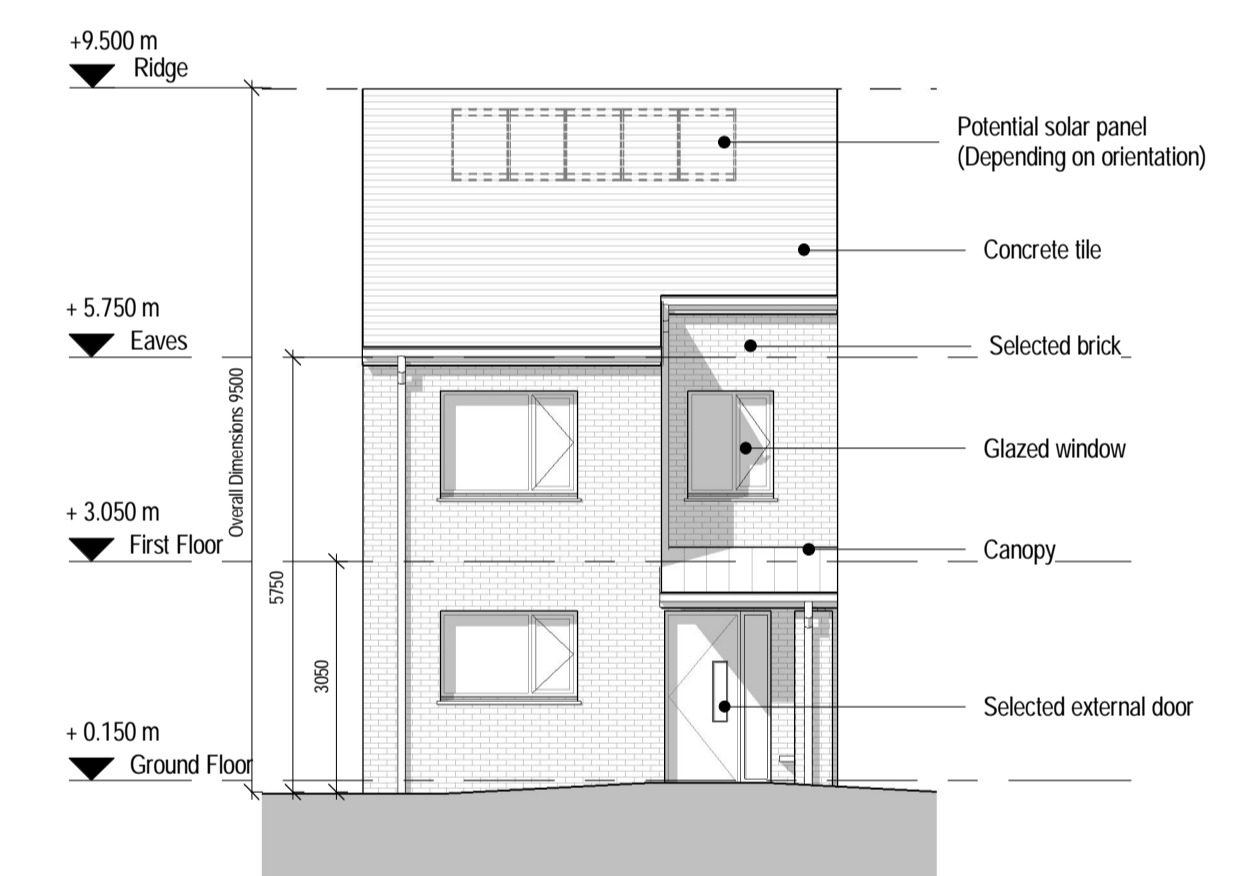 +9.500 m
Ridge
Potential solar panel
(Depending on orientation)
Concrete tile
+ 5.750 m
Eaves
Selected brick
Overall Dimensions 9500
Glazed window
+ 3.050 m
First Floor
Canopy
5750
3050
Selected external door
+ 0.150 m
Ground Floor